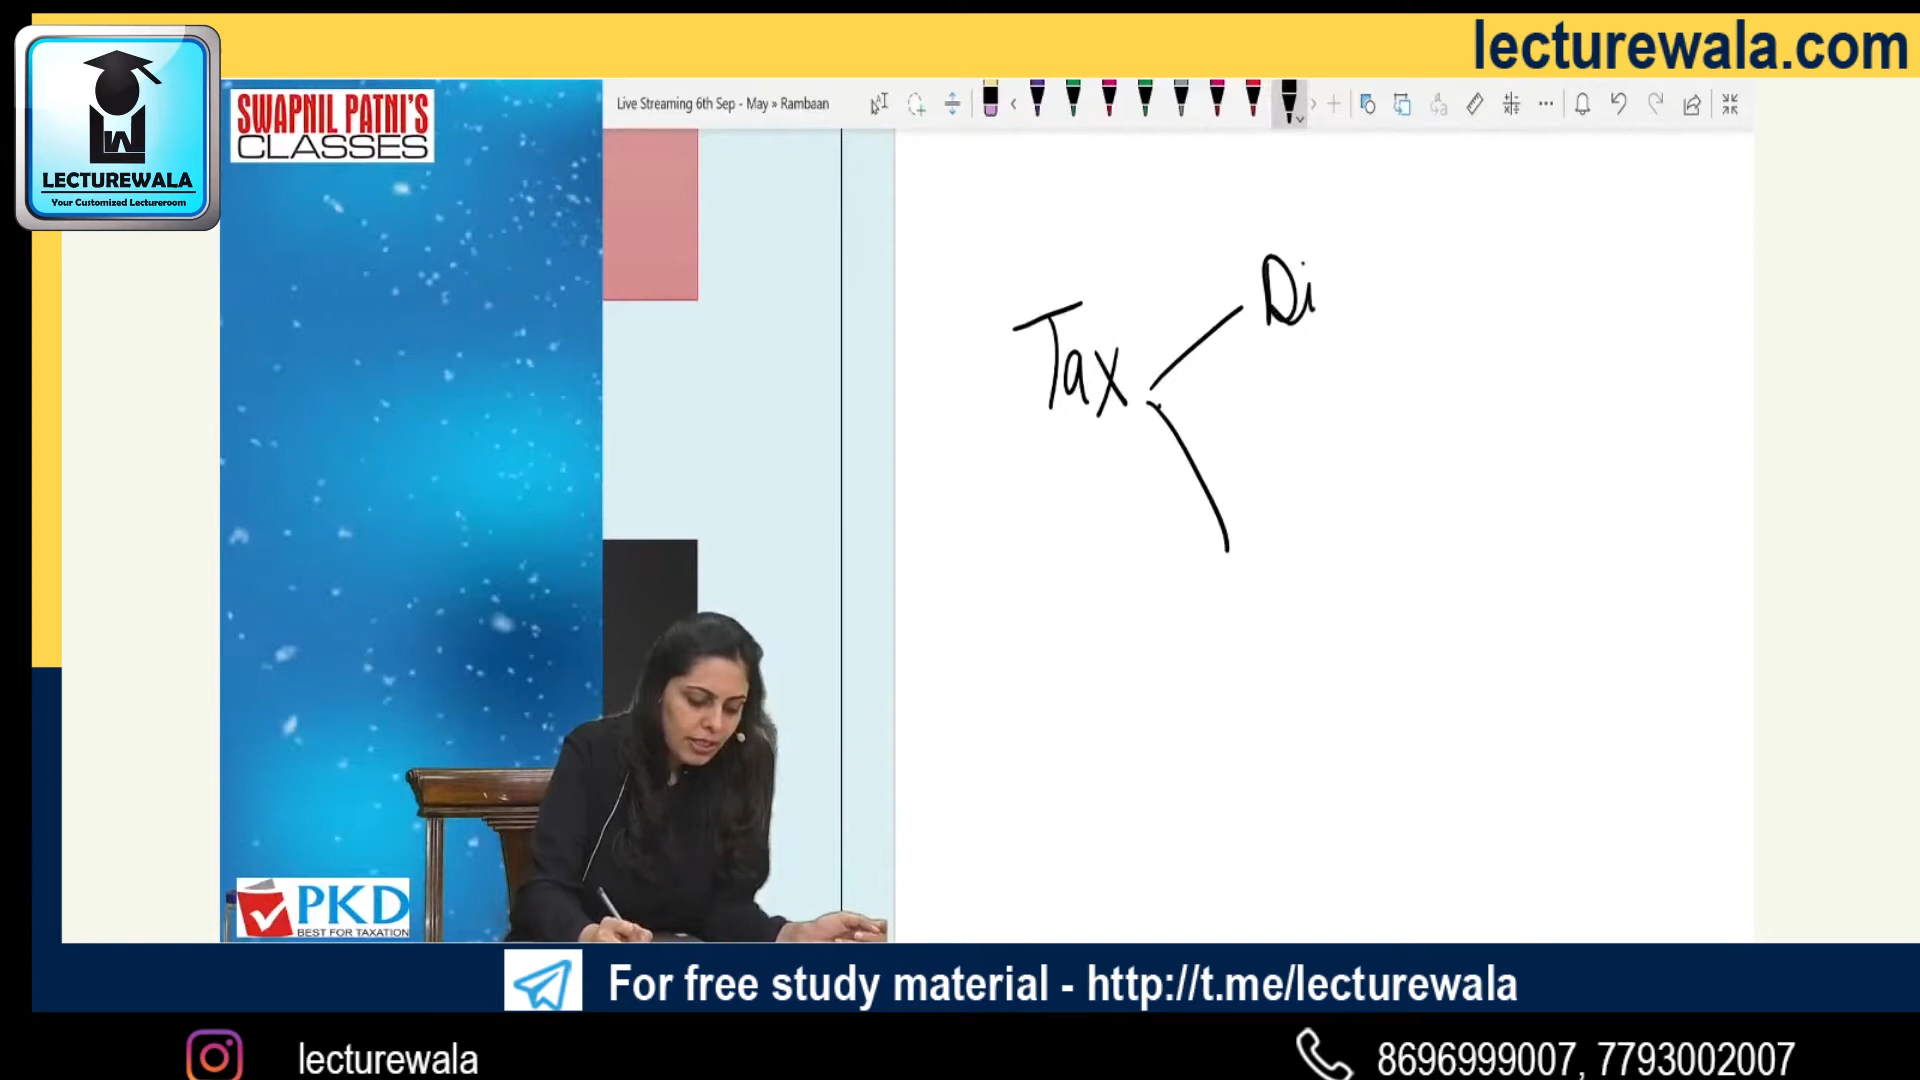 lecturewala.com
LW
LECTUREWALA
Your Customized Lectureroom
SWAPNIL PATNI'S
CLASSES
Live Streaming 6th Sep - May » Rambaan
Di
Tax
PKD
BEST FOR TAXATION
For free study material - http://t.me/lecturewala
lecturewala
8696999007, 7793002007